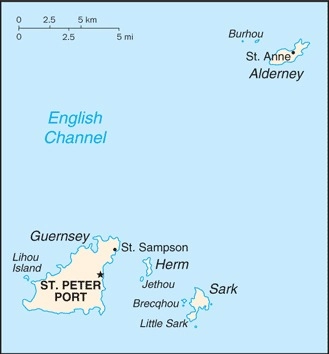 0 2.5 5 km
0 2.5 5 mi
Burhou
St. Anne
Alderney
English
Channel
Guernsey
St. Sampson
Lihou
Island
Herm
ST. PETER
PORT
Jethou
Sark
Brecqhou
Little Sark